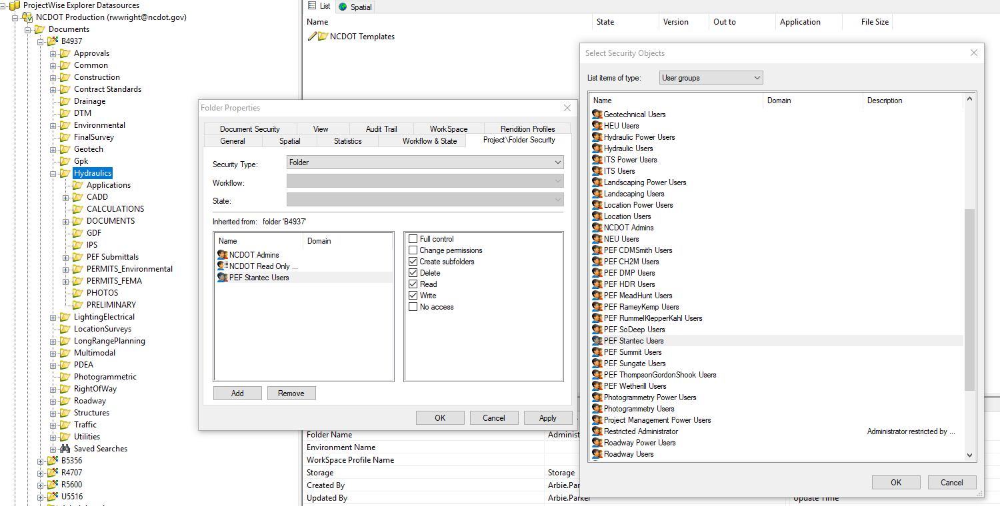 ProjectWise Explorer Datasources
NCDOT Production (rwwright@ncdot.gov)
Documents
B4937
Approvals
Common
Construction
Contract Standards
Drainage
DTM
Environmental
FinalSurvey
Geotech
Gpk
Hydraulics
Applications
CADD
CALCULATIONS
DOCUMENTS
GDF
IPS
PEF Submittals
PERMITS_Environmental
PERMITS_FEMA
PHOTOS
PRELIMINARY
LightingElectrical
LocationSurveys
LongRangePlanning
Multimodal
PDEA
Photogrammetric
RightOfWay
Roadway
Structures
Traffic
Utilities
Saved Searches
B5356
R4707
R5600
U5516
List Spatial
Name State Version Out to Application File Size
NCDOT Templates
Folder Properties
Document Security View Audit Trail WorkSpace Rendition Profiles
General Spatial Statistics Workflow & State Project\Folder Security
Security Type: Folder
Workflow:
State:
Inherited from: folder 'B4937'
Name Domain
NCDOT Admins
NCDOT Read Only ...
PEF Stantec Users
Full control
Change permissions
Create subfolders
Delete
Read
Write
No access
Add Remove
OK Cancel Apply
Folder Name Administ
Environment Name
WorkSpace Profile Name
Storage Storage
Created By Arbie.Par
Updated By Arbie.Parker Update Time
Select Security Objects
List items of type: User groups
Name Domain Description
Geotechnical Users
HEU Users
Hydraulic Power Users
Hydraulic Users
ITS Power Users
ITS Users
Landscaping Power Users
Landscaping Users
Location Power Users
Location Users
NCDOT Admins
NEU Users
PEF CDMSmith Users
PEF CH2M Users
PEF DMP Users
PEF HDR Users
PEF MeadHunt Users
PEF RameyKemp Users
PEF RummelKlepperKahl Users
PEF SoDeep Users
PEF Stantec Users
PEF Summit Users
PEF Sungate Users
PEF ThompsonGordonShook Users
PEF Wetherill Users
Photogrammetry Power Users
Photogrammetry Users
Project Management Power Users
Restricted Administrator Administrator restricted by ...
Roadway Power Users
Roadway Users
OK Cancel